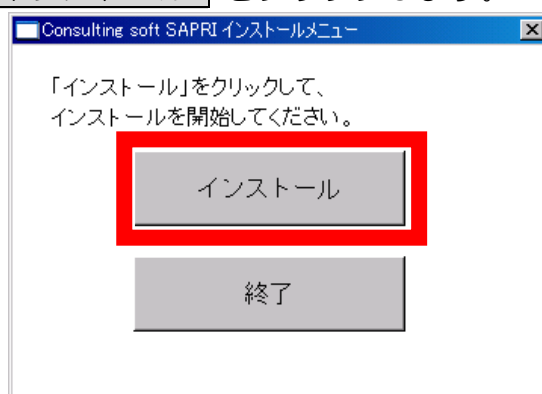 Consulting soft SAPRI インストールメニュー
「インストール」をクリックして、
インストールを開始してください。
インストール
終了